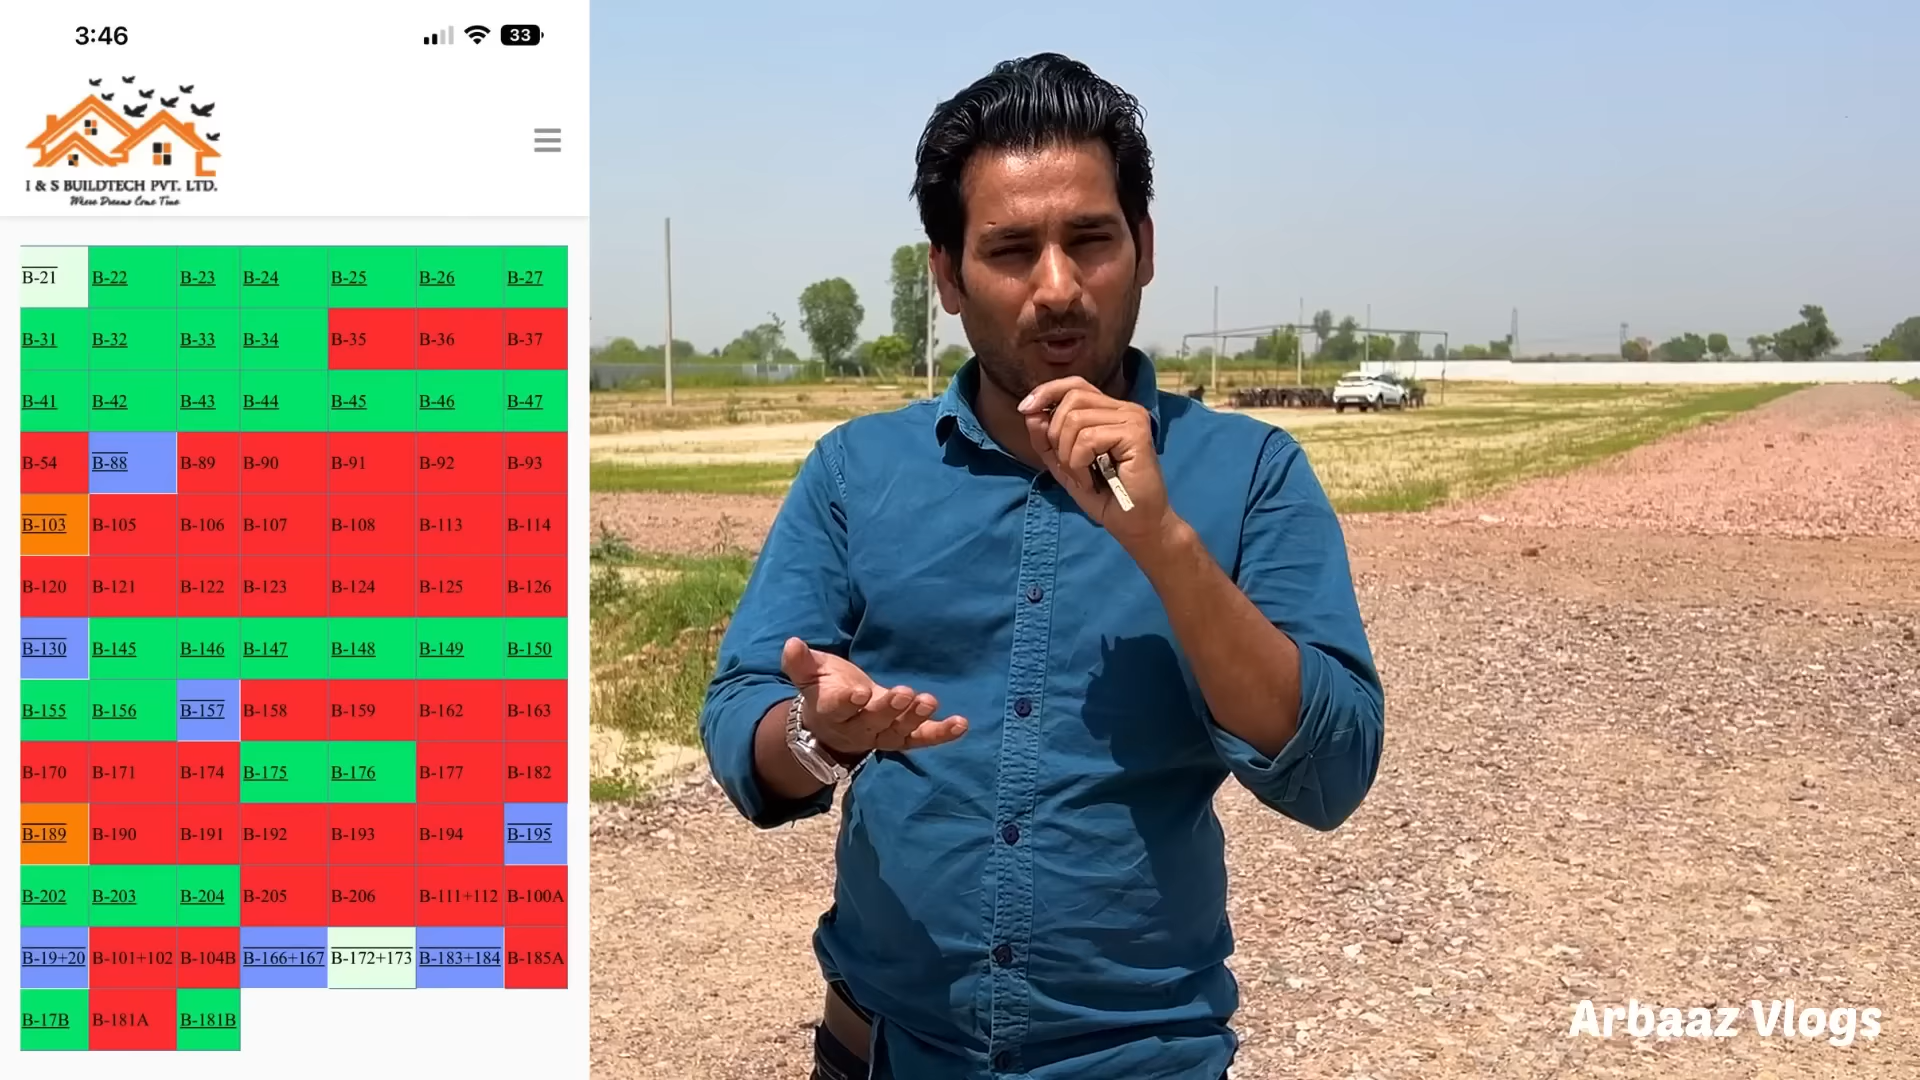 3:46
33
I & S BUILDTECH PVT. LTD.
Where Dreams Come True
B-21 B-22 B-23 B-24 B-25 B-26 B-27
B-31 B-32 B-33 B-34 B-35 B-36 B-37
B-41 B-42 B-43 B-44 B-45 B-46 B-47
B-54 B-88 B-89 B-90 B-91 B-92 B-93
B-103 B-105 B-106 B-107 B-108 B-113 B-114
B-120 B-121 B-122 B-123 B-124 B-125 B-126
B-130 B-145 B-146 B-147 B-148 B-149 B-150
B-155 B-156 B-157 B-158 B-159 B-162 B-163
B-170 B-171 B-174 B-175 B-176 B-177 B-182
B-189 B-190 B-191 B-192 B-193 B-194 B-195
B-202 B-203 B-204 B-205 B-206 B-111+112 B-100A
B-19+20 B-101+102 B-104B B-166+167 B-172+173 B-183+184 B-185A
B-17B B-181A B-181B
Arbaaz Vlogs